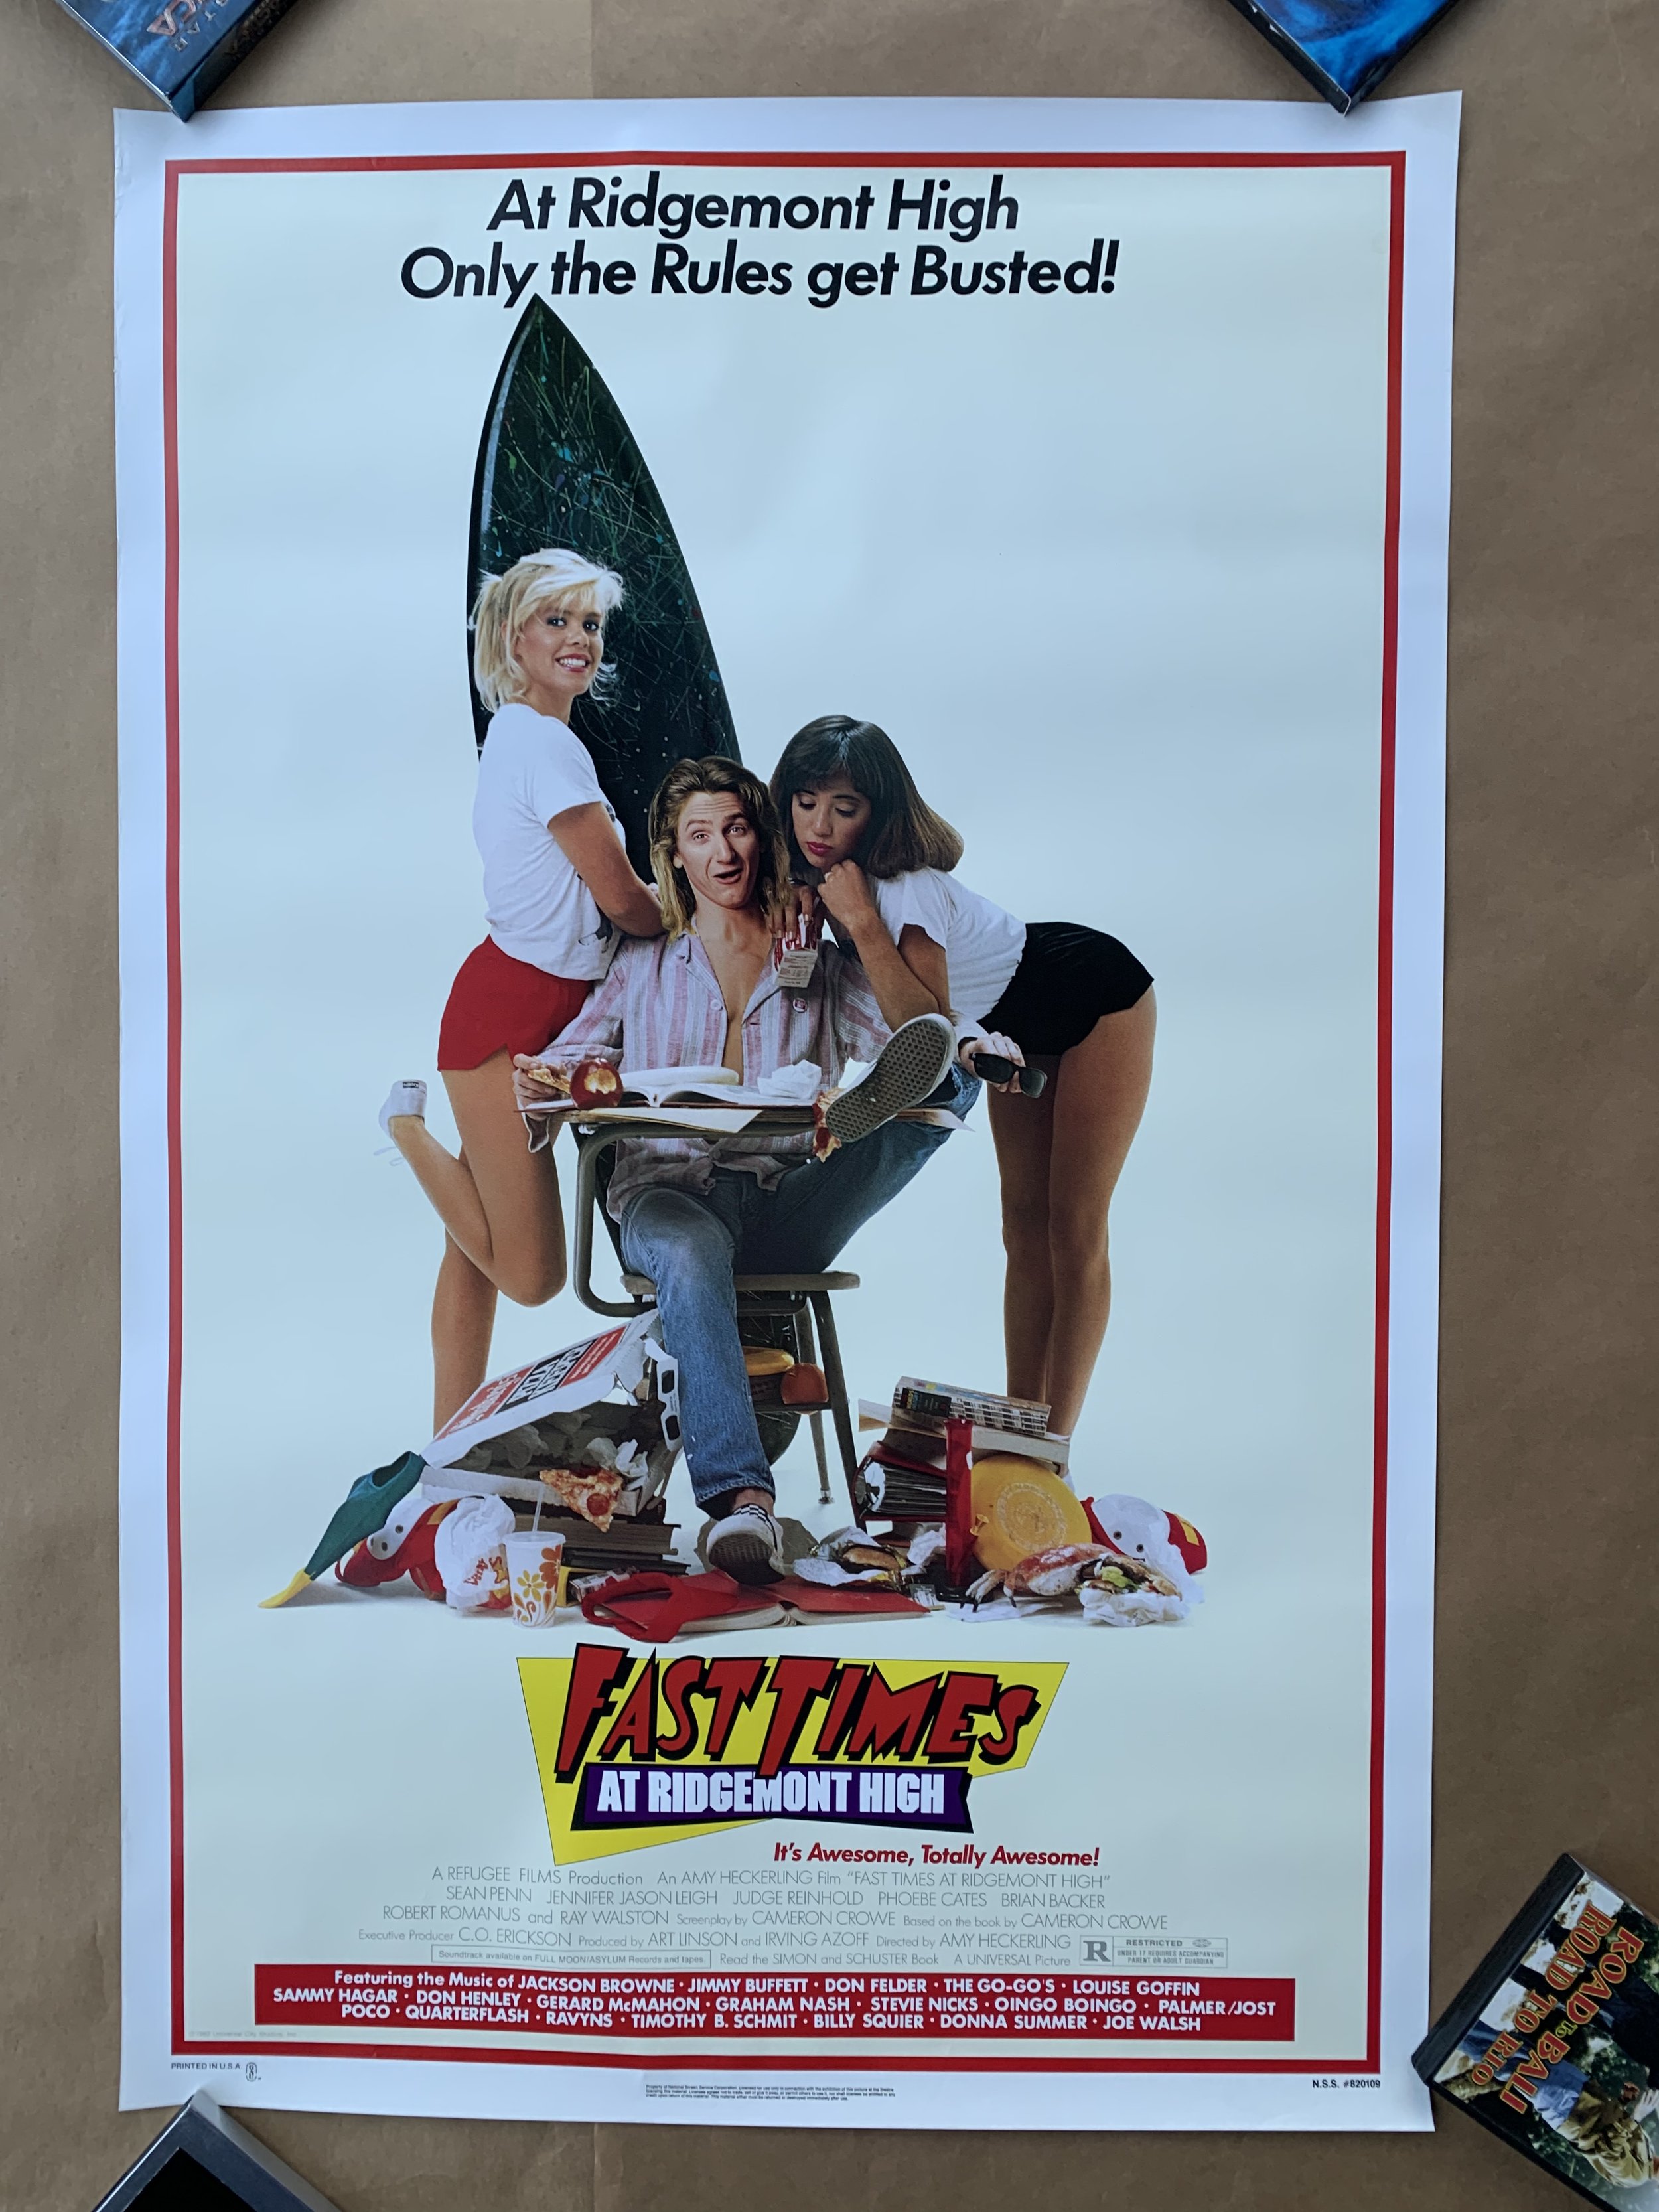 At Ridgemont High
Only the Rules get Busted!
FAST TIMES
AT RIDGEMONT HIGH
It's Awesome, Totally Awesome!
A REFUGEE FILMS Production An AMY HECKERLING Film "FAST TIMES AT RIDGEMONT HIGH"
SEAN PENN JENNIFER JASON LEIGH JUDGE REINHOLD PHOEBE CATES BRIAN BACKER
ROBERT ROMANUS and RAY WALSTON Screenplay by CAMERON CROWE Based on the book by CAMERON CROWE
Executive Producer C.O. ERICKSON Produced by ART LINSON and IRVING AZOFF Directed by AMY HECKERLING
R RESTRICTED
UNDER 17 REQUIRES ACCOMPANYING
PARENT OR ADULT GUARDIAN
Soundtrack available on FULL MOON/ASYLUM Records and tapes Read the SIMON and SCHUSTER Book A UNIVERSAL Picture
Featuring the Music of JACKSON BROWNE · JIMMY BUFFETT · DON FELDER · THE GO-GO'S · LOUISE GOFFIN
SAMMY HAGAR · DON HENLEY · GERARD McMAHON · GRAHAM NASH · STEVIE NICKS · OINGO BOINGO · PALMER/JOST
POCO · QUARTERFLASH · RAVYNS · TIMOTHY B. SCHMIT · BILLY SQUIER · DONNA SUMMER · JOE WALSH
PRINTED IN U.S.A.
N.S.S. #820109
ROAD TO BALI
ROAD TO RIO